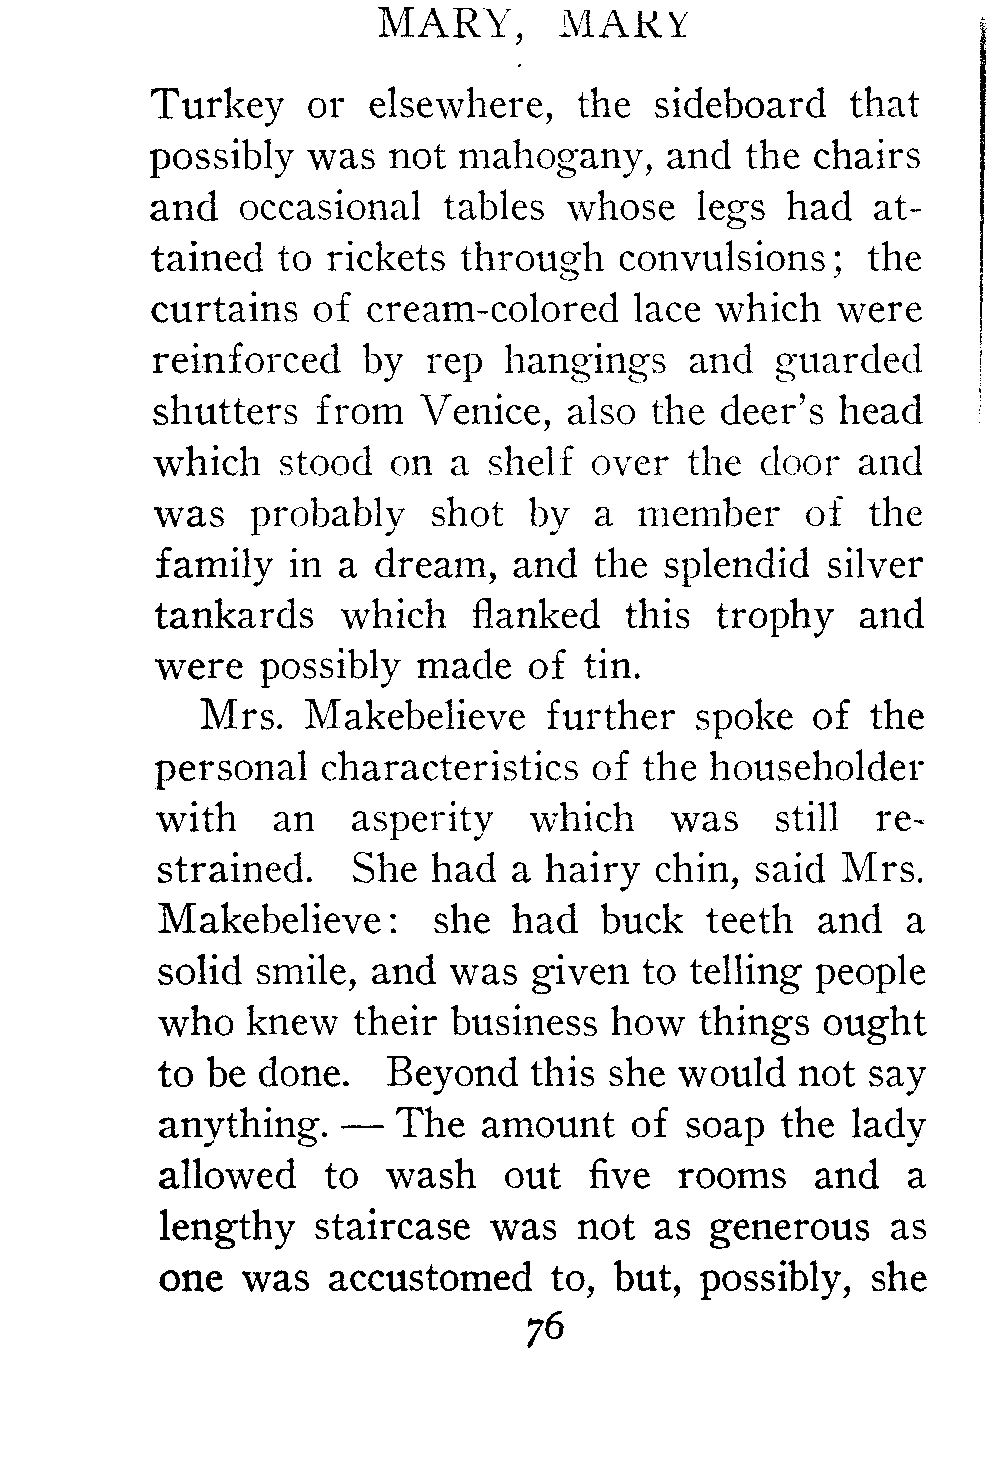 MARY, MARY
Turkey or elsewhere, the sideboard that
possibly was not mahogany, and the chairs
and occasional tables whose legs had at-
tained to rickets through convulsions; the
curtains of cream-colored lace which were
reinforced by rep hangings and guarded
shutters from Venice, also the deer's head
which stood on a shelf over the door and
was probably shot by a member of the
family in a dream, and the splendid silver
tankards which flanked this trophy and
were possibly made of tin.
Mrs. Makebelieve further spoke of the
personal characteristics of the householder
with an asperity which was still re-
strained. She had a hairy chin, said Mrs.
Makebelieve: she had buck teeth and a
solid smile, and was given to telling people
who knew their business how things ought
to be done. Beyond this she would not say
anything. — The amount of soap the lady
allowed to wash out five rooms and a
lengthy staircase was not as generous as
one was accustomed to, but, possibly, she
76